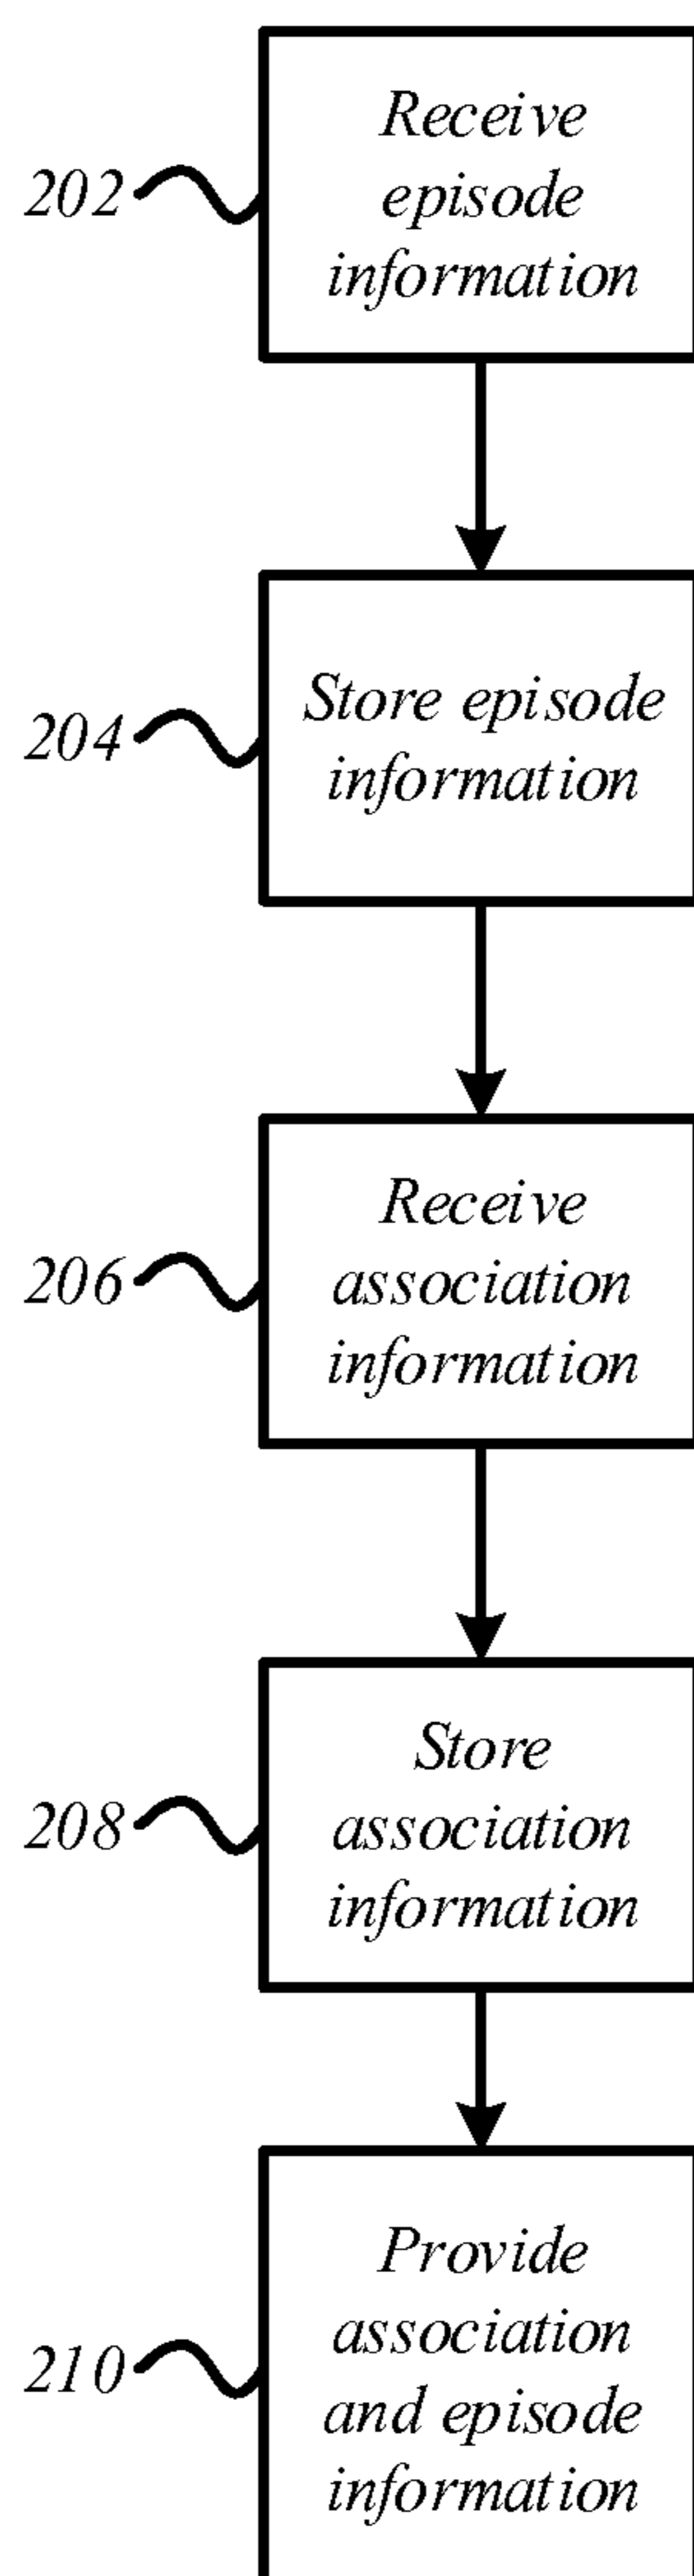 Receive
episode
information
202
Store episode
information
204
Receive
association
information
206
Store
association
information
208
Provide
association
and episode
information
210